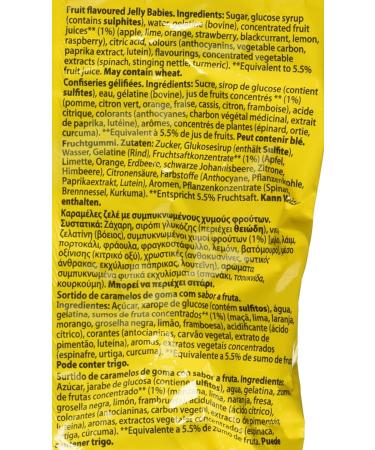 Fruit flavoured Jelly Babies. Ingredients: Sugar, glucose syrup
(contains sulphites), water, gelatine (bovine), concentrated fruit
juices** (1%) (apple, lime, orange, strawberry, blackcurrent, lemon,
raspberry), citric acid, colours (anthocyanins, vegetable carbon,
paprika extract, lutein), flavourings, concentrated vegetable
extracts (spinach, stinging nettle, turmeric). **Equivalent to 5.5%
fruit juice. May contain wheat.
Confiseries gélifiées. Ingrédients: Sucre, sirop de glucose (contient
sulfites), eau, gélatine (bovine), jus de fruits concentrés ** (1%)
(pomme, citron vert, orange, fraise, cassis, citron, framboise), acide
citrique, colorants (anthocyanes, charbon végétal médicinal, extrait
de paprika, lutéine), arômes, concentrés de plantes (épinard, ortie,
curcuma). **Equivalent à 5.5% de jus de fruits. Peut contenir blé.
Fruchtgummi. Zutaten: Zucker, Glukosesirup (enthält Sulfite),
Wasser, Gelatine (Rind), Fruchtsaftkonzentrate** (1%) (Apfel,
Limette, Orange, Erdbeere, schwarze Johannisbeere, Zitrone,
Himbeere), Citronensäure, Farbstoffe (Anthocyane, Pflanzenkohle,
Paprikaextrakt, Lutein), Aromen, Pflanzenkonzentrate (Spinat,
Brennnessel, Kurkuma). **Entspricht 5.5% Fruchtsaft. Kann
enthalten.
Καραμέλες ζελέ με συμπυκνωμένους χυμούς φρούτων.
Συστατικά: Ζάχαρη, σιρόπι γλυκόζης (περιέχει θειώδη),
ζελατίνη (βόειος), συμπυκνωμένοι χυμοί φρούτων (1%)
πορτοκάλι, φράουλα, φραγκοστάφυλλο, λεμόνι, βατόμουρο),
οξίνισης (κιτρικό οξύ), χρωστικές (ανθοκυανίνες, φυτικός
άνθρακας, εκχύλισμα πάπρικας, λουτεΐνη), αρώματα
συμπυκνωμένα φυτικά εκχυλίσματα (σπανάκι, τσουκνίδα,
κουρκούμη). Μπορεί να περιέχει σιτάρι.
Sortido de caramelos de goma com sabor a fruta.
Ingredientes: Açúcar, xarope de glucose (contém sulfitos), água,
gelatina, sumos de fruta concentrados** (1%) (maçã, lima, laranja,
morango, groselha negra, limão, framboesa), acidificante (ácido
cítrico), corantes (antocianinas, carvão vegetal, extrato de
pimentão, luteína), aromas, extratos vegetais concentrados
(espinafre, urtiga, curcuma). **Equivalente a 5.5% de sumo de fruta.
Pode conter trigo.
Surtido de caramelos de goma con sabor a fruta. Ingredientes:
Azúcar, jarabe de glucosa (contiene sulfitos), agua, gelatina, zumos
de frutas concentrados** (1%) (manzana, lima, naranja, fresa,
grosella negra, limón, frambuesa), acidulante (ácido cítrico),
colorantes (antocianinas, carbón vegetal, extracto de pimentón,
luteína), aromas, extractos vegetales concentrados (espinaca,
ortiga, cúrcuma). **Equivalente a 5.5% de zumo de fruta. Puede
contener trigo.